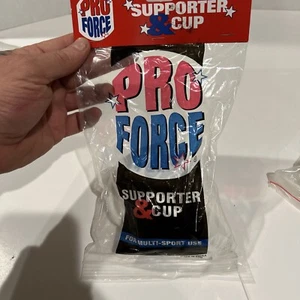 PRO
FORCE
SUPPORTER
& CUP
PRO
FORCE
SUPPORTER
& CUP
FOR MULTI-SPORT USE